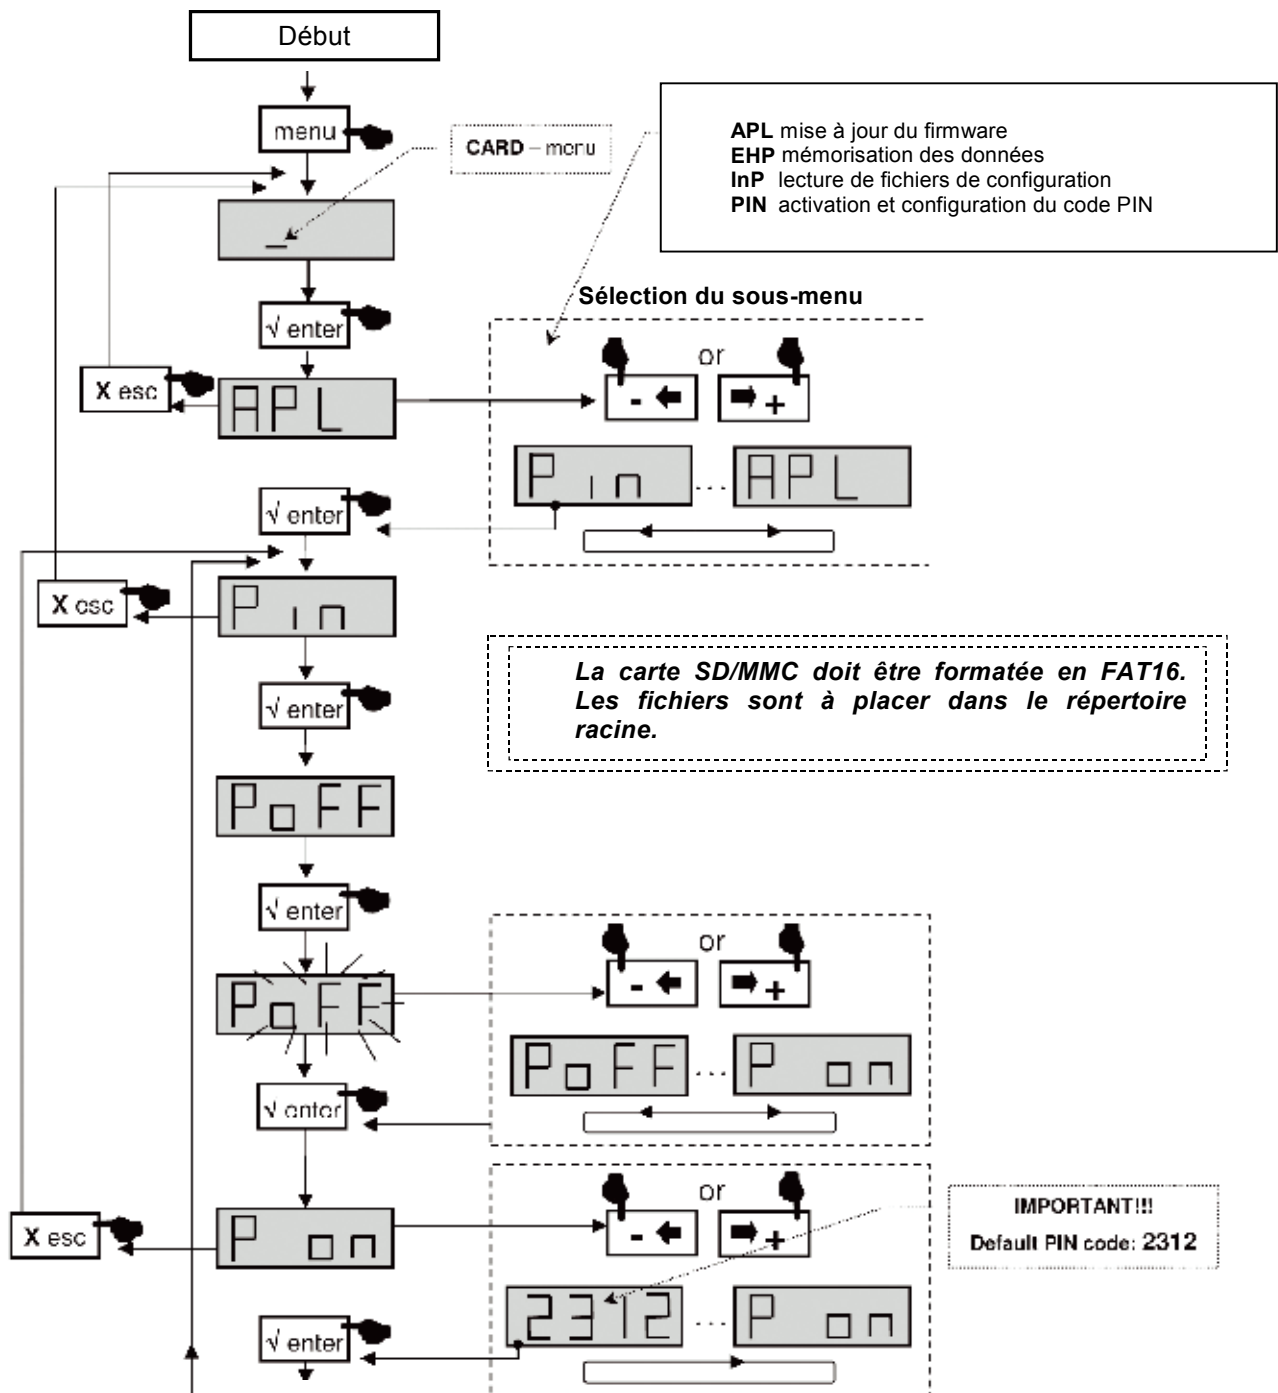 Début
menu
CARD – menu
APL mise à jour du firmware
EHP mémorisation des données
InP lecture de fichiers de configuration
PIN activation et configuration du code PIN
_
√ enter
Sélection du sous-menu
or
X esc
APL
- +
Pin ... APL
√ enter
X esc
Pin
La carte SD/MMC doit être formatée en FAT16.
Les fichiers sont à placer dans le répertoire
racine.
√ enter
PoFF
√ enter
or
PoFF
- +
PoFF ... P on
√ enter
or
IMPORTANT!!!
Default PIN code: 2312
X esc
P on
- +
2312 ... P on
√ enter